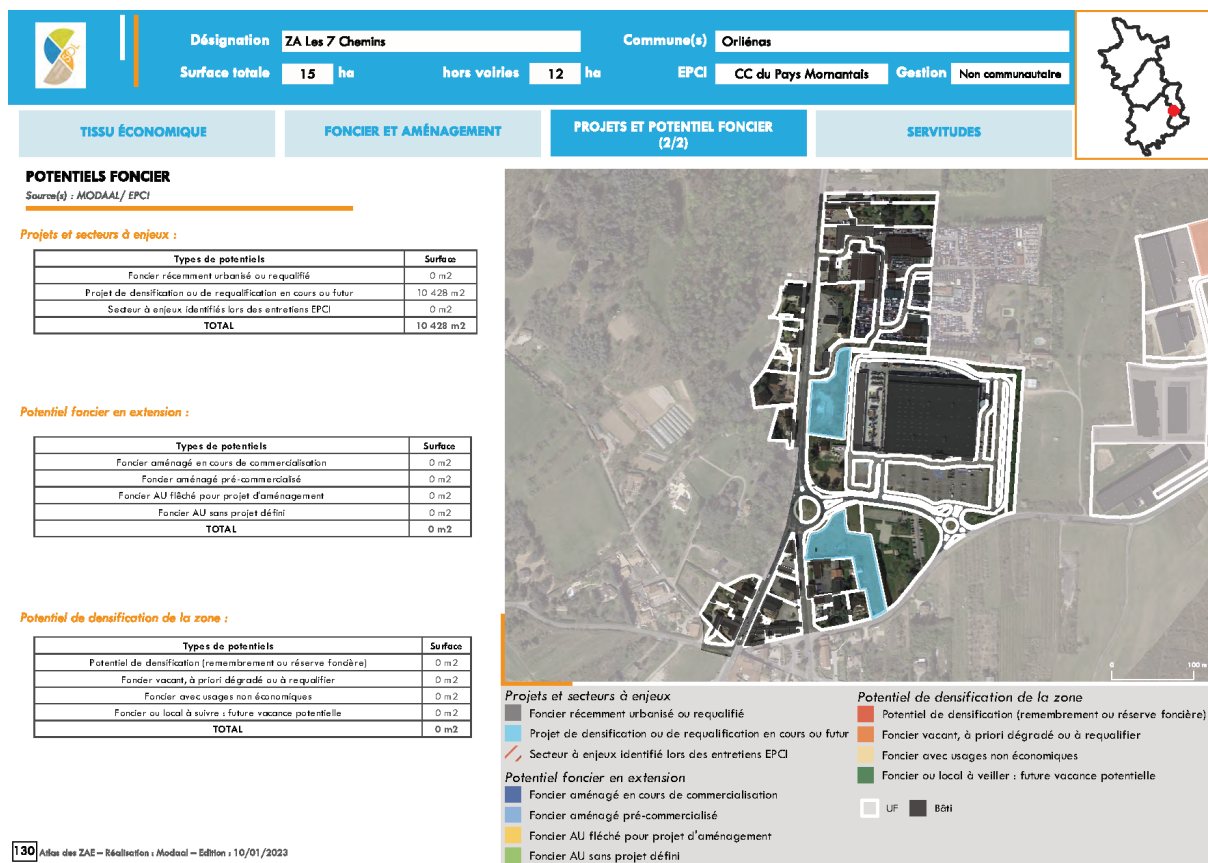 Désignation ZA Les 7 Chemins Commune(s) Orliénas
Surface totale 15 ha hors voiries 12 ha EPCI CC du Pays Mornantais Gestion Non communautaire
TISSU ÉCONOMIQUE
FONCIER ET AMÉNAGEMENT
PROJETS ET POTENTIEL FONCIER
(2/2)
SERVITUDES
POTENTIELS FONCIER
Source(s) : MODAAL/ EPCI
Projets et secteurs à enjeux :
Types de potentiels Surface
Foncier récemment urbanisé ou requalifié 0 m2
Projet de densification ou de requalification en cours ou futur 10 428 m2
Secteur à enjeux identifiés lors des entretiens EPCI 0 m2
TOTAL 10 428 m2
Potentiel foncier en extension :
Types de potentiels Surface
Foncier aménagé en cours de commercialisation 0 m2
Foncier aménagé pré-commercialisé 0 m2
Foncier AU flêché pour projet d'aménagement 0 m2
Foncier AU sans projet défini 0 m2
TOTAL 0 m2
Potentiel de densification de la zone :
Types de potentiels Surface
Potentiel de densification (remembrement ou réserve foncière) 0 m2
Foncier vacant, à priori dégradé ou à requalifier 0 m2
Foncier avec usages non économiques 0 m2
Foncier ou local à suivre : future vacance potentielle 0 m2
TOTAL 0 m2
0 100 m
Projets et secteurs à enjeux
Foncier récemment urbanisé ou requalifié
Projet de densification ou de requalification en cours ou futur
Secteur à enjeux identifié lors des entretiens EPCI
Potentiel foncier en extension
Foncier aménagé en cours de commercialisation
Foncier aménagé pré-commercialisé
Foncier AU fléché pour projet d'aménagement
Foncier AU sans projet défini
Potentiel de densification de la zone
Potentiel de densification (remembrement ou réserve foncière)
Foncier vacant, à priori dégradé ou à requalifier
Foncier avec usages non économiques
Foncier ou local à veiller : future vacance potentielle
UF Bâti
130 Atlas des ZAE – Réalisation : Modaal – Edition : 10/01/2023